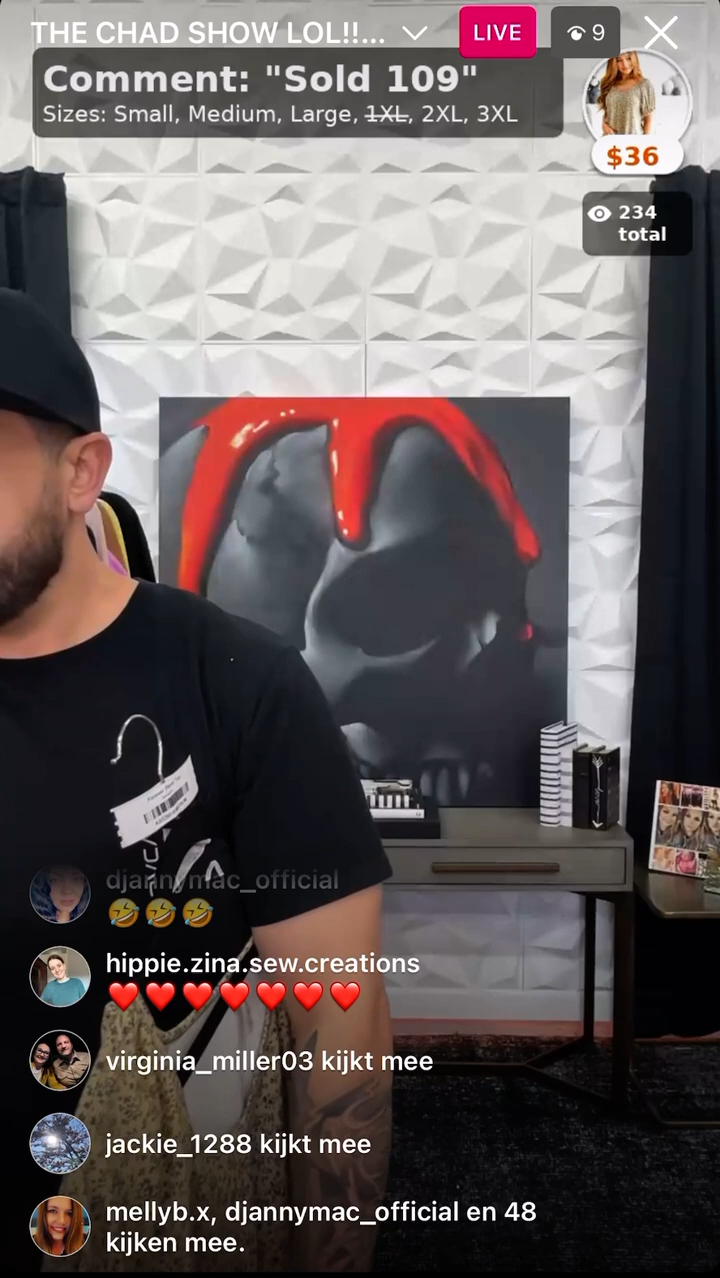 THE CHAD SHOW LOL!!...
LIVE
9
Comment: "Sold 109"
Sizes: Small, Medium, Large, 1XL, 2XL, 3XL
$36
234
total
djannymac_official
🤣🤣🤣
hippie.zina.sew.creations
❤️❤️❤️❤️❤️❤️❤️
virginia_miller03 kijkt mee
jackie_1288 kijkt mee
mellyb.x, djannymac_official en 48
kijken mee.